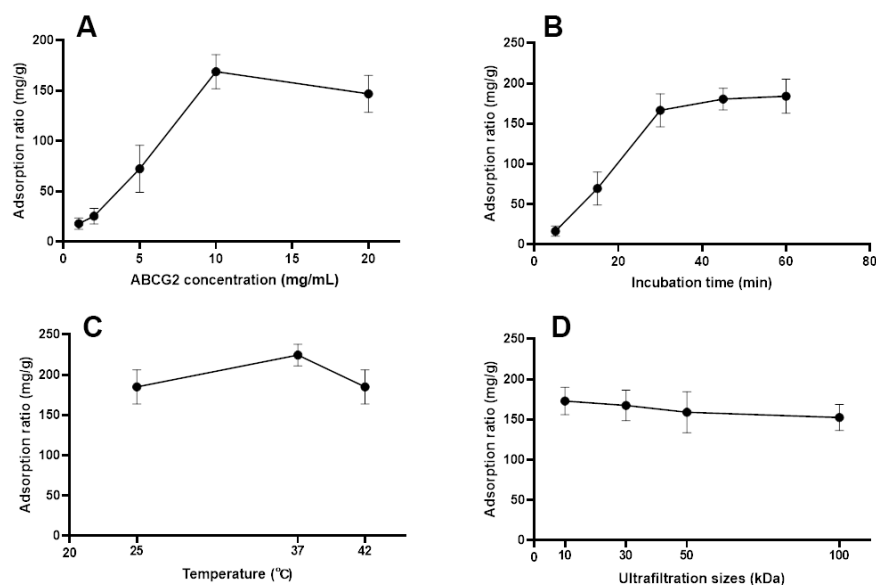 A
Adsorption ratio (mg/g)
200
150
100
50
0
0 5 10 15 20
ABCG2 concentration (mg/mL)
B
Adsorption ratio (mg/g)
250
200
150
100
50
0
0 20 40 60 80
Incubation time (min)
C
Adsorption ratio (mg/g)
250
200
150
100
50
0
20 25 37 42
Temperature (℃)
D
Adsorption ratio (mg/g)
250
200
150
100
50
0
0 10 30 50 100
Ultrafiltration sizes (kDa)